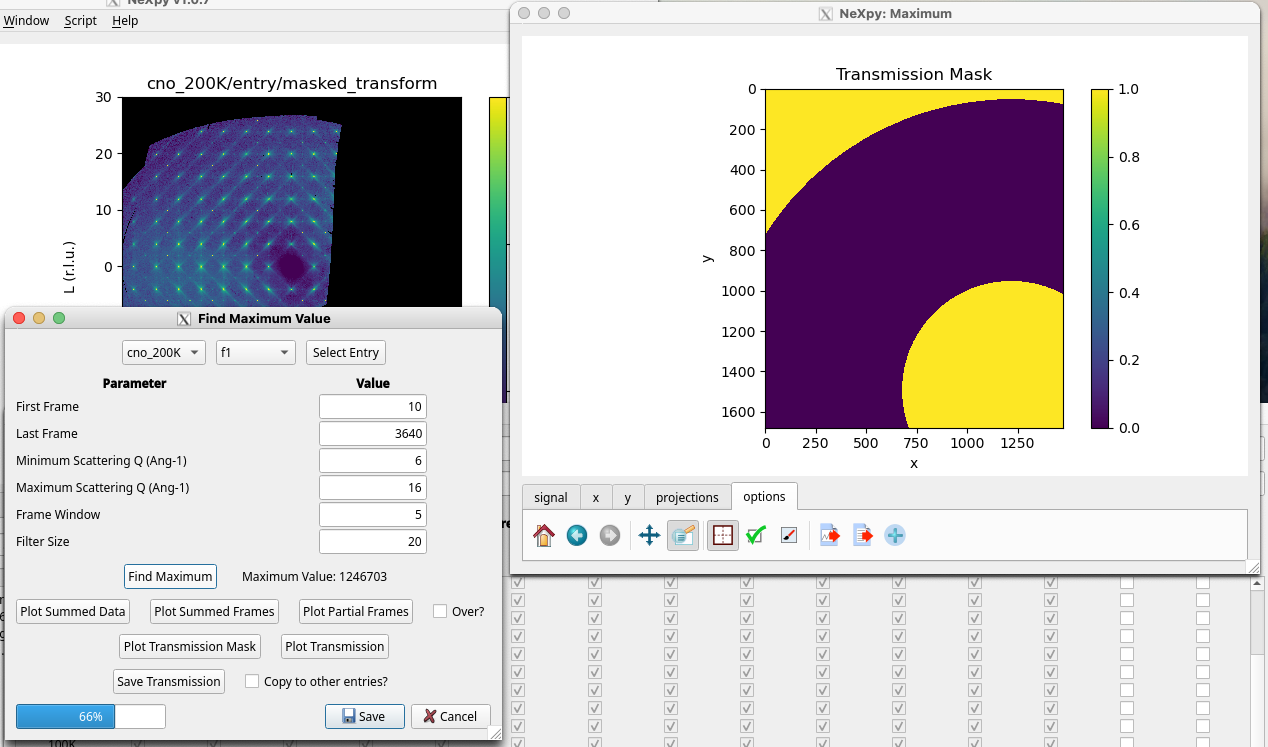 NeXpy v1.0.7
Window Script Help
cno_200K/entry/masked_transform
30
20
10
0
L (r.l.u.)
NeXpy: Maximum
Transmission Mask
0
200
400
600
800
1000
1200
1400
1600
y
0 250 500 750 1000 1250
x
1.0
0.8
0.6
0.4
0.2
0.0
signal x y projections options
Find Maximum Value
cno_200K f1 Select Entry
Parameter Value
First Frame 10
Last Frame 3640
Minimum Scattering Q (Ang-1) 6
Maximum Scattering Q (Ang-1) 16
Frame Window 5
Filter Size 20
Find Maximum Maximum Value: 1246703
Plot Summed Data Plot Summed Frames Plot Partial Frames Over?
Plot Transmission Mask Plot Transmission
Save Transmission Copy to other entries?
66% Save Cancel
100K